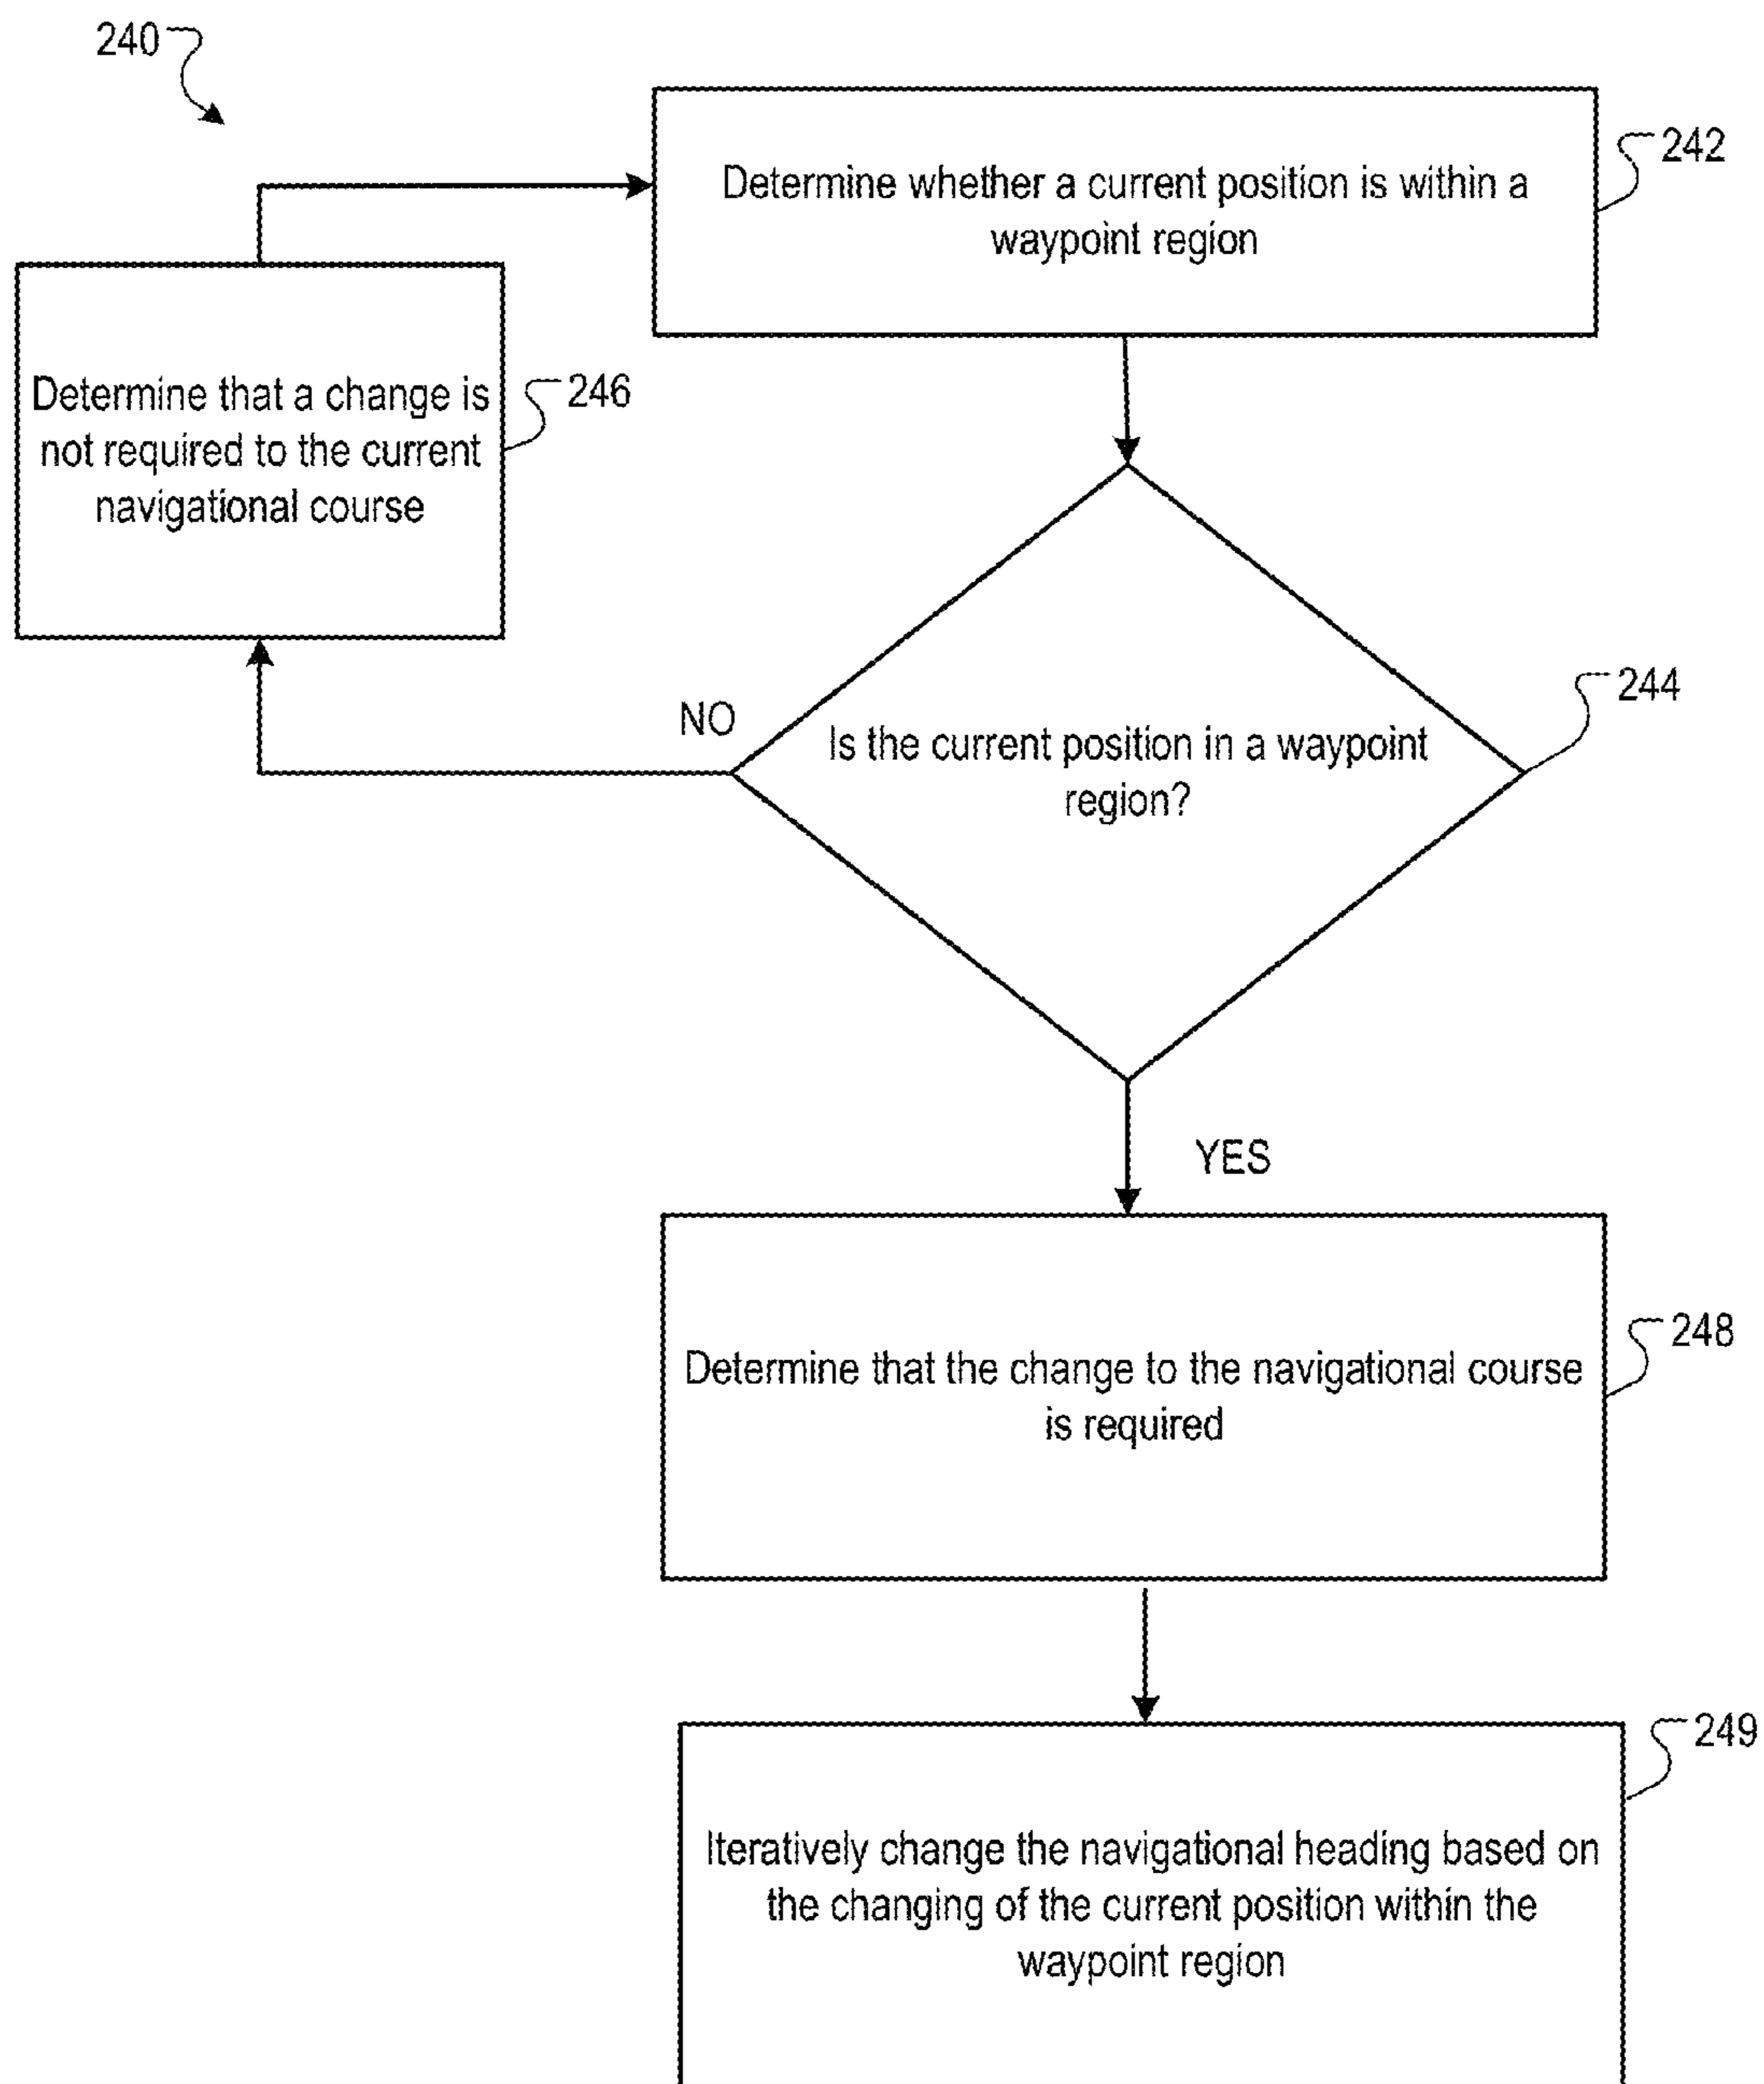 240
Determine whether a current position is within a
waypoint region
242
Determine that a change is
not required to the current
navigational course
246
NO
Is the current position in a waypoint
region?
244
YES
Determine that the change to the navigational course
is required
248
Iteratively change the navigational heading based on
the changing of the current position within the
waypoint region
249